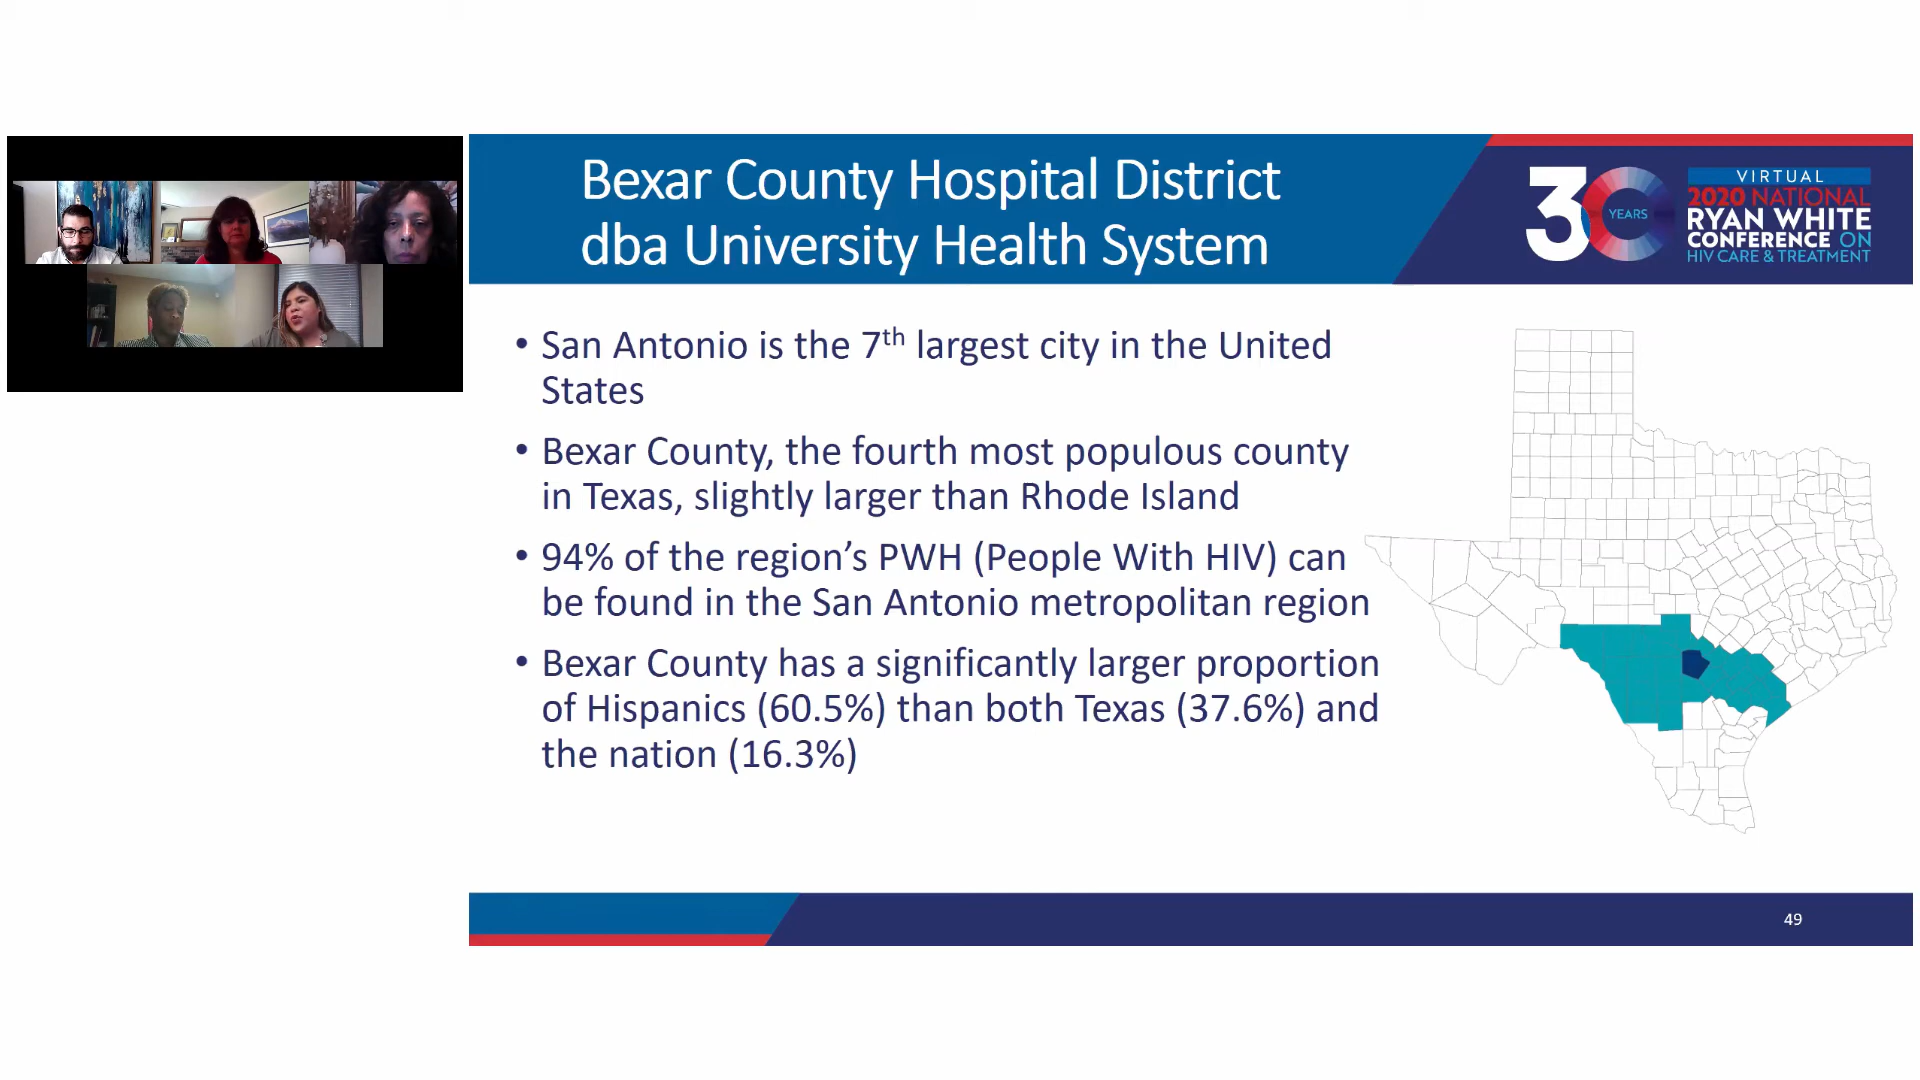 Bexar County Hospital District
dba University Health System
30
YEARS
VIRTUAL
2020 NATIONAL
RYAN WHITE
CONFERENCE ON
HIV CARE & TREATMENT
• San Antonio is the 7th largest city in the United
States
• Bexar County, the fourth most populous county
in Texas, slightly larger than Rhode Island
• 94% of the region’s PWH (People With HIV) can
be found in the San Antonio metropolitan region
• Bexar County has a significantly larger proportion
of Hispanics (60.5%) than both Texas (37.6%) and
the nation (16.3%)
49